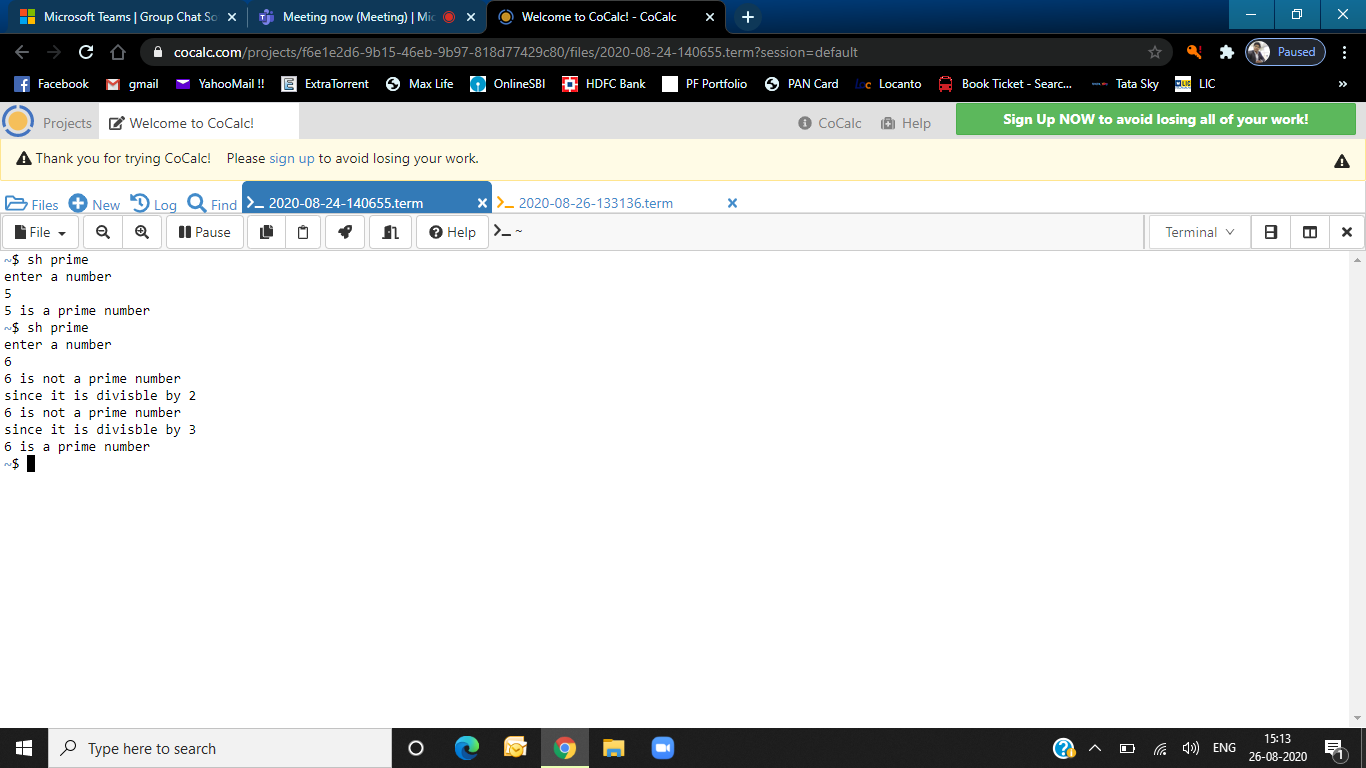 Microsoft Teams | Group Chat So
Meeting now (Meeting) | Mic
Welcome to CoCalc! - CoCalc
cocalc.com/projects/f6e1e2d6-9b15-46eb-9b97-818d77429c80/files/2020-08-24-140655.term?session=default
Paused
Facebook gmail YahooMail !! ExtraTorrent Max Life OnlineSBI HDFC Bank PF Portfolio PAN Card Locanto Book Ticket - Searc... Tata Sky LIC »
Projects Welcome to CoCalc! CoCalc Help Sign Up NOW to avoid losing all of your work!
Thank you for trying CoCalc! Please sign up to avoid losing your work.
Files New Log Find 2020-08-24-140655.term 2020-08-26-133136.term
File Pause Help ~ Terminal
~$ sh prime
enter a number
5
5 is a prime number
~$ sh prime
enter a number
6
6 is not a prime number
since it is divisble by 2
6 is not a prime number
since it is divisble by 3
6 is a prime number
~$
Type here to search
ENG
15:13
26-08-2020
1